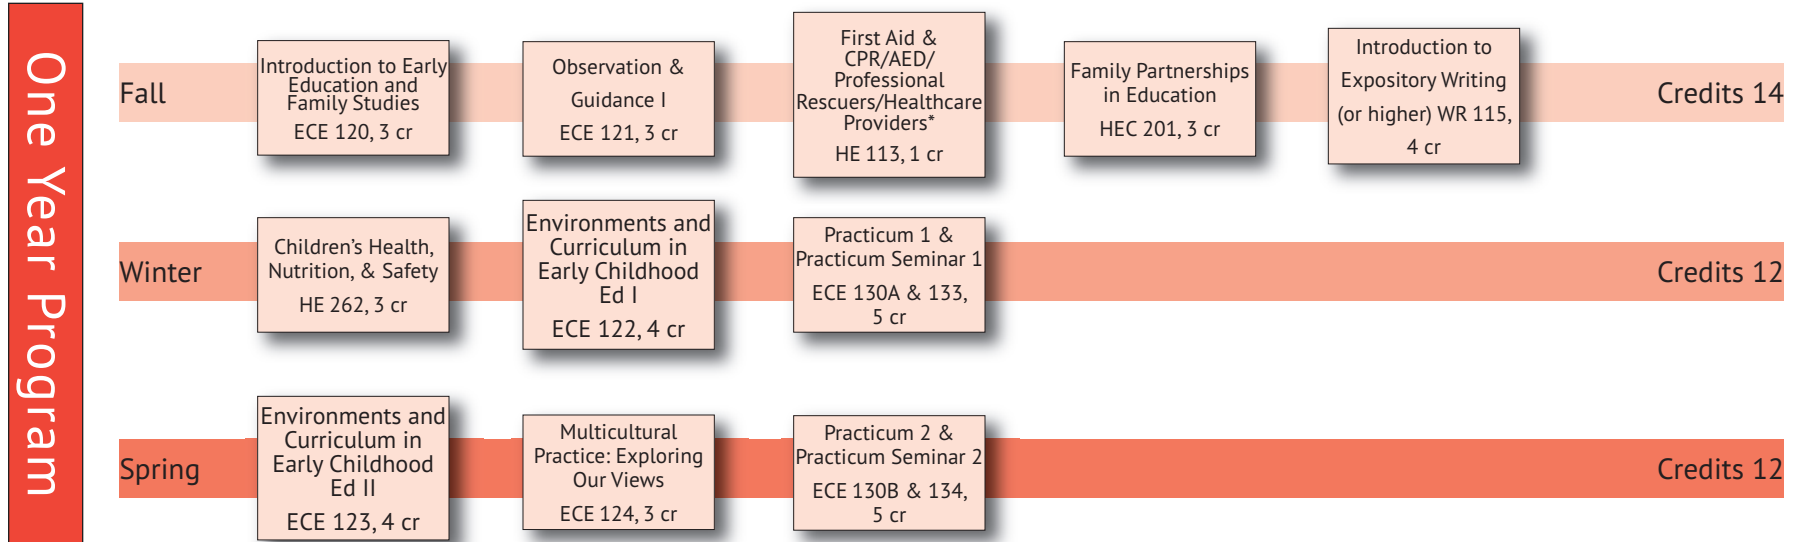 One Year Program
Fall
Introduction to Early
Education and
Family Studies
ECE 120, 3 cr
Observation &
Guidance I
ECE 121, 3 cr
First Aid &
CPR/AED/
Professional
Rescuers/Healthcare
Providers*
HE 113, 1 cr
Family Partnerships
in Education
HEC 201, 3 cr
Introduction to
Expository Writing
(or higher) WR 115,
4 cr
Credits 14
Winter
Children’s Health,
Nutrition, & Safety
HE 262, 3 cr
Environments and
Curriculum in
Early Childhood
Ed I
ECE 122, 4 cr
Practicum 1 &
Practicum Seminar 1
ECE 130A & 133,
5 cr
Credits 12
Spring
Environments and
Curriculum in
Early Childhood
Ed II
ECE 123, 4 cr
Multicultural
Practice: Exploring
Our Views
ECE 124, 3 cr
Practicum 2 &
Practicum Seminar 2
ECE 130B & 134,
5 cr
Credits 12